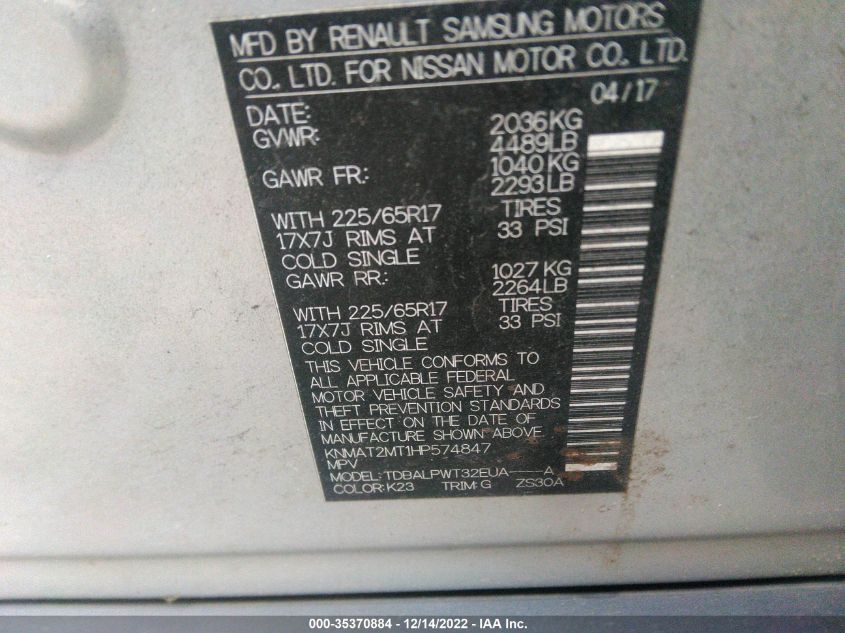 MFD BY RENAULT SAMSUNG MOTORS
CO., LTD. FOR NISSAN MOTOR CO., LTD.
DATE: 04/17
GVWR: 2036KG
4489LB
GAWR FR.: 1040KG
2293LB
WITH 225/65R17 TIRES
17X7J RIMS AT 33 PSI
COLD SINGLE
GAWR RR.: 1027KG
2264LB
WITH 225/65R17 TIRES
17X7J RIMS AT 33 PSI
COLD SINGLE
THIS VEHICLE CONFORMS TO
ALL APPLICABLE FEDERAL
MOTOR VEHICLE SAFETY AND
THEFT PREVENTION STANDARDS
IN EFFECT ON THE DATE OF
MANUFACTURE SHOWN ABOVE.
KNMAT2MT1HP574847
MPV
MODEL: TDBALPWT32EUA----A
COLOR: K23 TRIM: G ZS30A
000-35370884 - 12/14/2022 - IAA Inc.